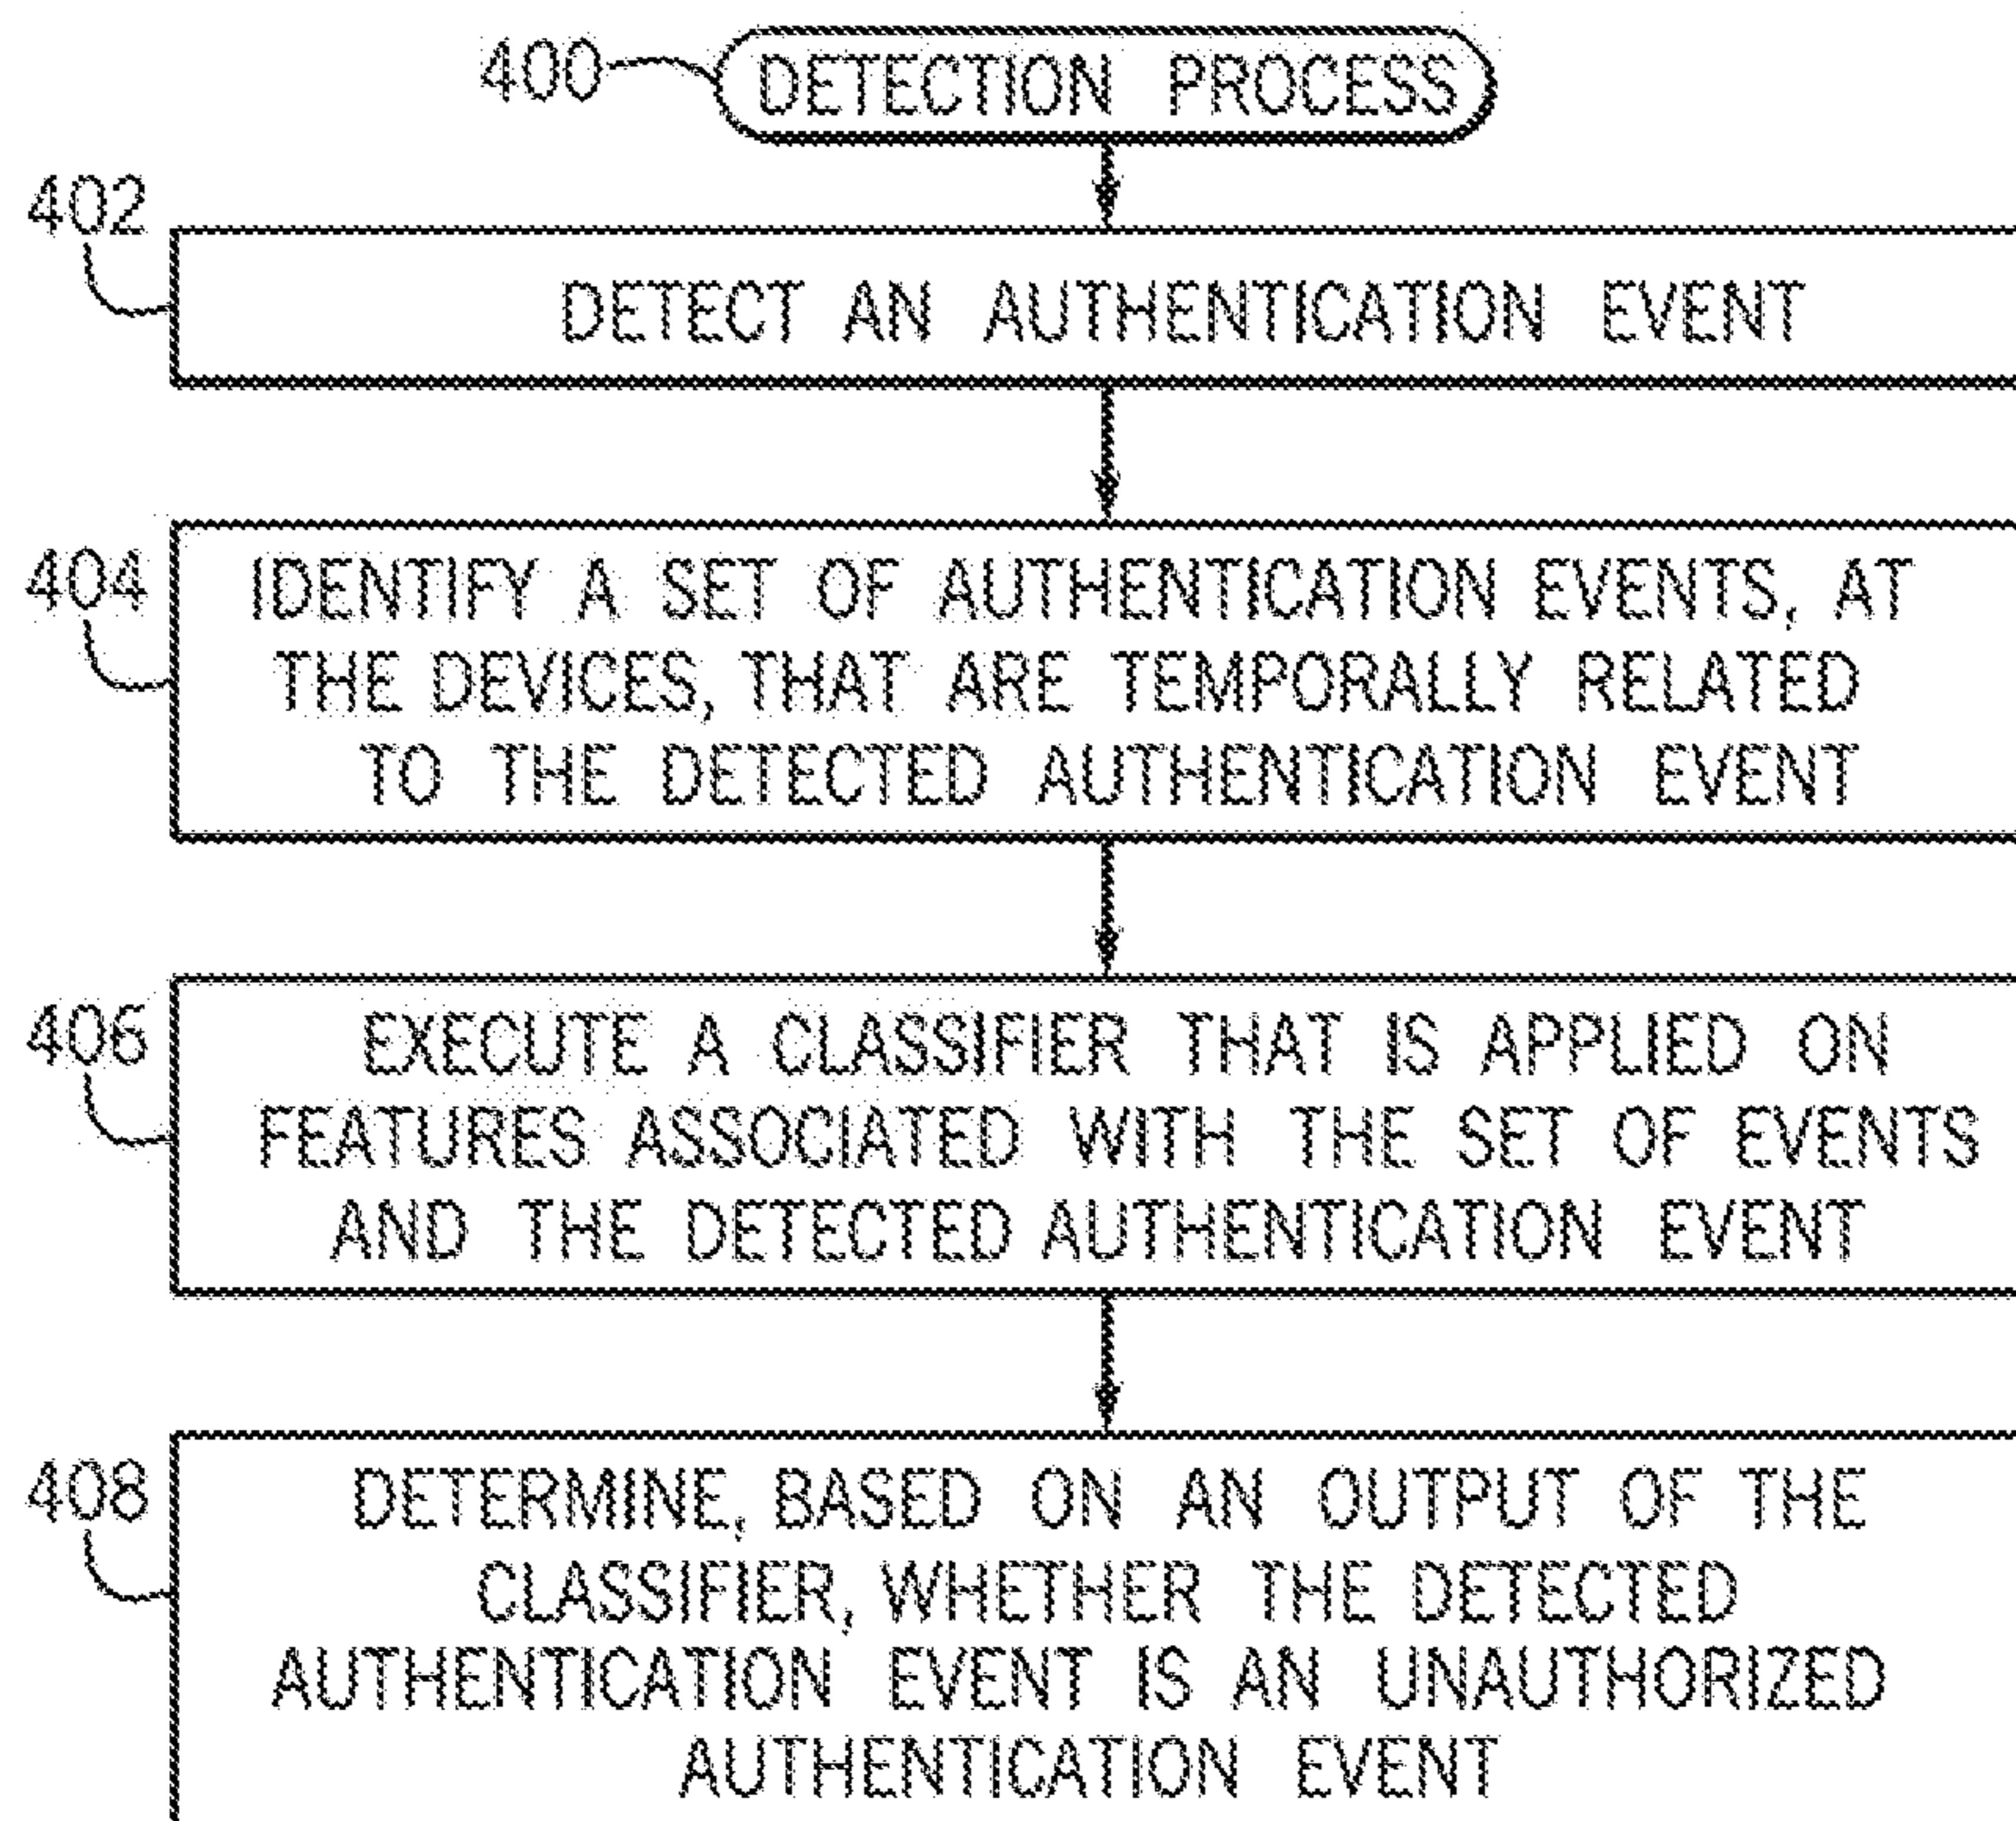 400 DETECTION PROCESS
402
DETECT AN AUTHENTICATION EVENT
404
IDENTIFY A SET OF AUTHENTICATION EVENTS, AT
THE DEVICES, THAT ARE TEMPORALLY RELATED
TO THE DETECTED AUTHENTICATION EVENT
406
EXECUTE A CLASSIFIER THAT IS APPLIED ON
FEATURES ASSOCIATED WITH THE SET OF EVENTS
AND THE DETECTED AUTHENTICATION EVENT
408
DETERMINE, BASED ON AN OUTPUT OF THE
CLASSIFIER, WHETHER THE DETECTED
AUTHENTICATION EVENT IS AN UNAUTHORIZED
AUTHENTICATION EVENT